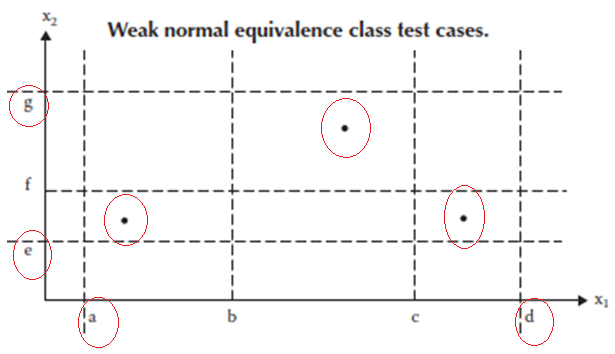 x₂
Weak normal equivalence class test cases.
g
f
e
a b c d x₁